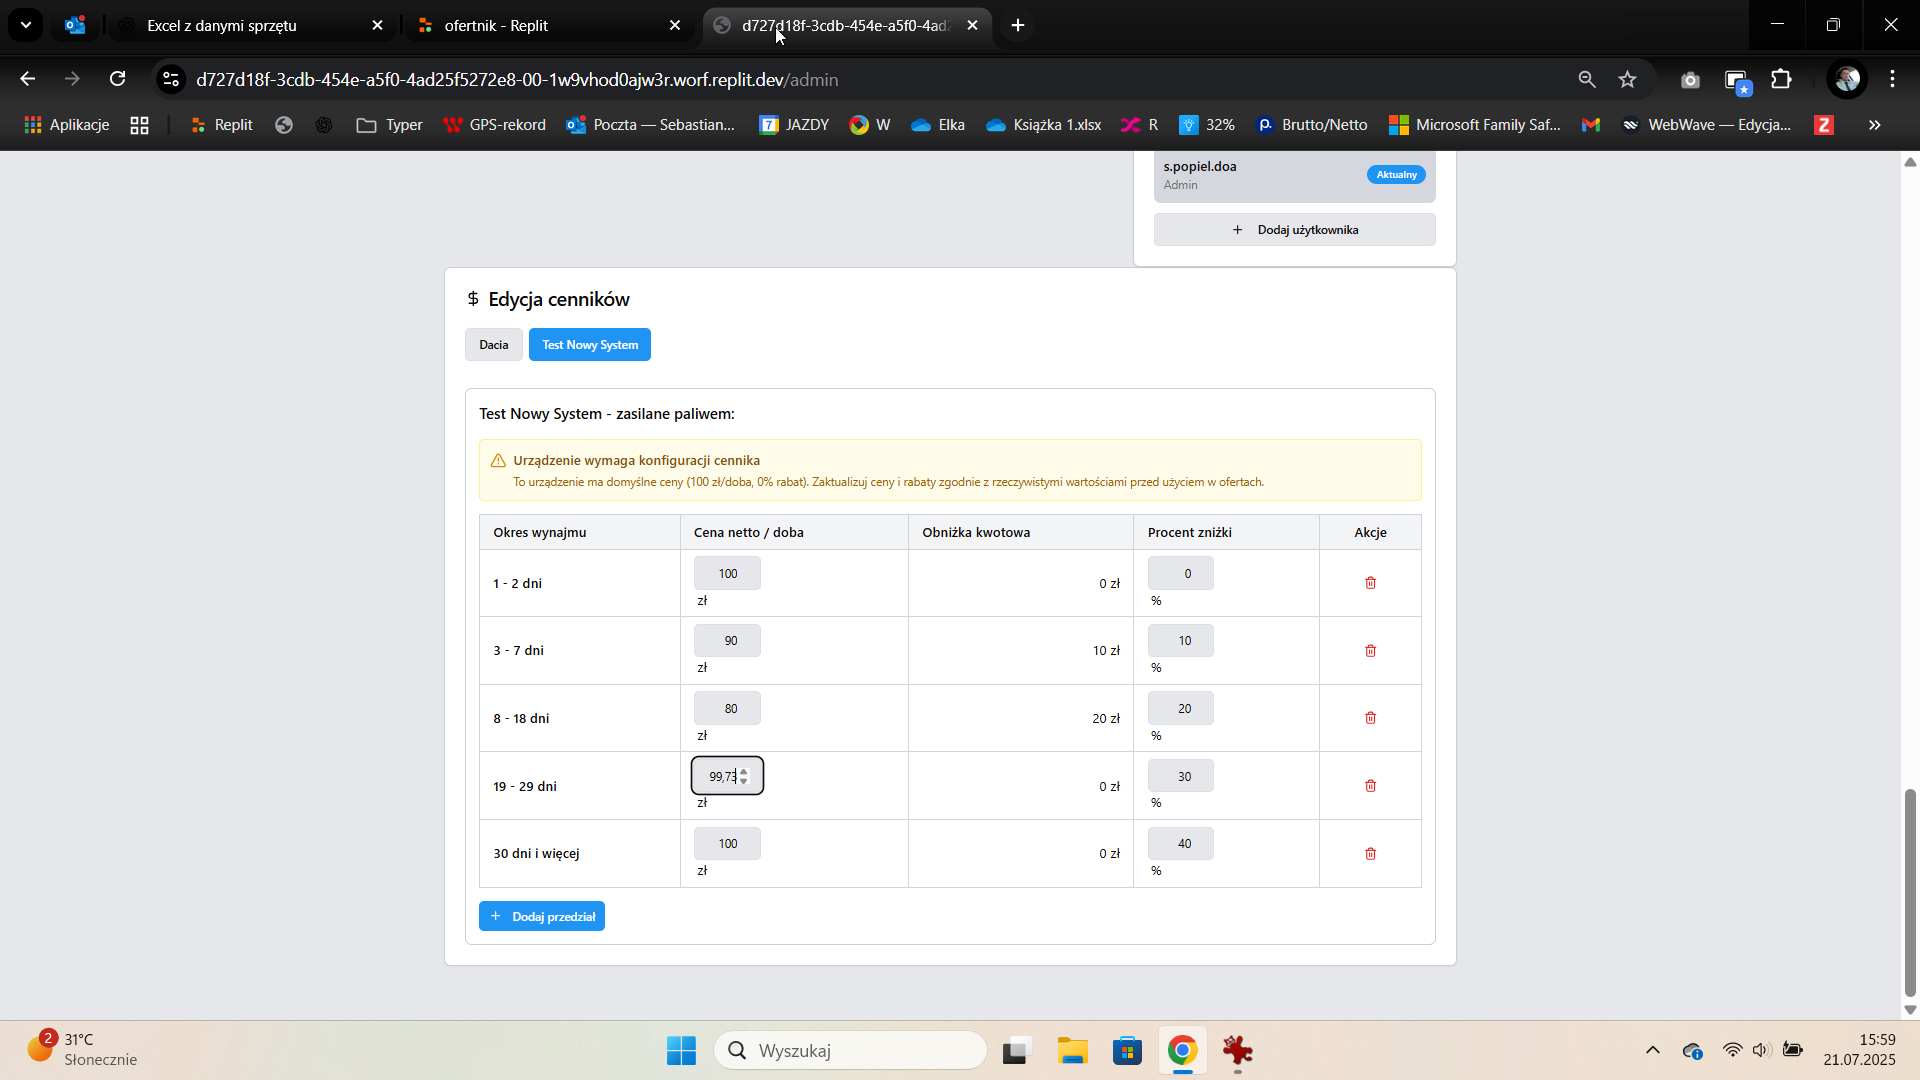 Excel z danymi sprzętu
ofertnik - Replit
d727d18f-3cdb-454e-a5f0-4ad2
d727d18f-3cdb-454e-a5f0-4ad25f5272e8-00-1w9vhod0ajw3r.worf.replit.dev/admin
Aplikacje
Replit
Typer
GPS-rekord
Poczta — Sebastian...
7
JAZDY
W
Elka
Książka 1.xlsx
R
32%
Brutto/Netto
Microsoft Family Saf...
WebWave — Edycja...
Z
»
s.popiel.doa
Admin
Aktualny
+ Dodaj użytkownika
$ Edycja cenników
Dacia
Test Nowy System
Test Nowy System - zasilane paliwem:
Urządzenie wymaga konfiguracji cennika
To urządzenie ma domyślne ceny (100 zł/doba, 0% rabat). Zaktualizuj ceny i rabaty zgodnie z rzeczywistymi wartościami przed użyciem w ofertach.
Okres wynajmu Cena netto / doba Obniżka kwotowa Procent zniżki Akcje
1 - 2 dni 100 zł 0 zł 0 %
3 - 7 dni 90 zł 10 zł 10 %
8 - 18 dni 80 zł 20 zł 20 %
19 - 29 dni 99,73 zł 0 zł 30 %
30 dni i więcej 100 zł 0 zł 40 %
+ Dodaj przedział
2
31°C
Słonecznie
Wyszukaj
15:59
21.07.2025